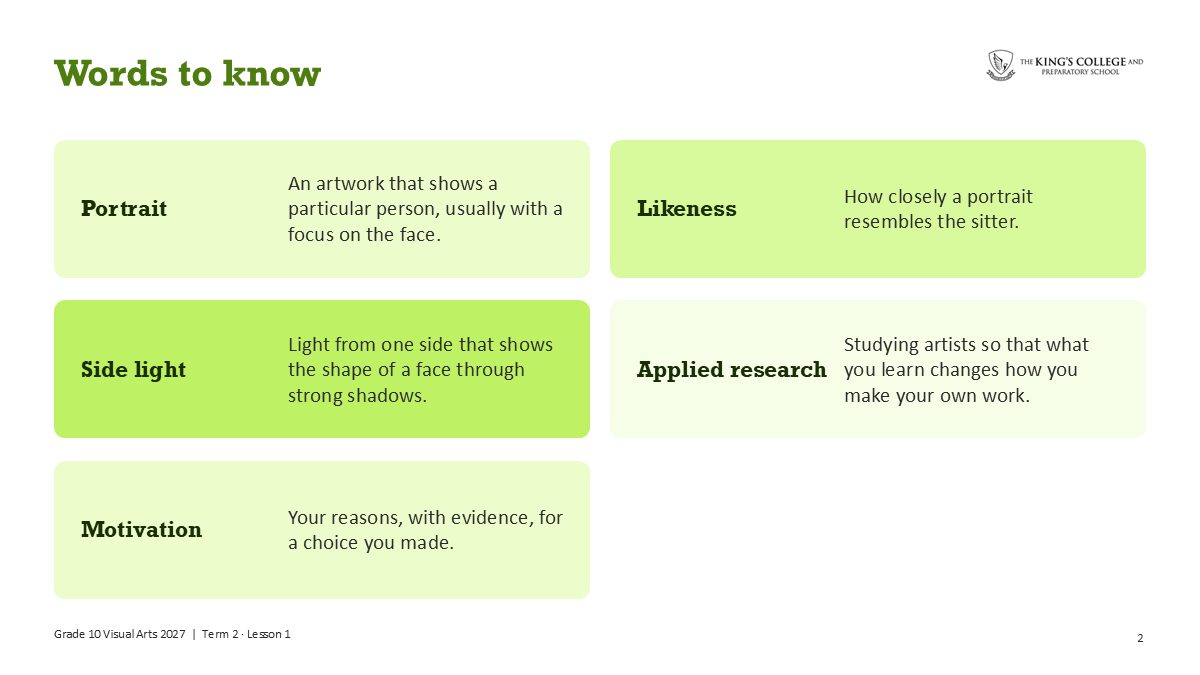 Words to know
THE KING'S COLLEGE AND
PREPARATORY SCHOOL
Portrait
An artwork that shows a
particular person, usually with a
focus on the face.
Likeness
How closely a portrait
resembles the sitter.
Side light
Light from one side that shows
the shape of a face through
strong shadows.
Applied research
Studying artists so that what
you learn changes how you
make your own work.
Motivation
Your reasons, with evidence, for
a choice you made.
Grade 10 Visual Arts 2027 | Term 2 · Lesson 1
2